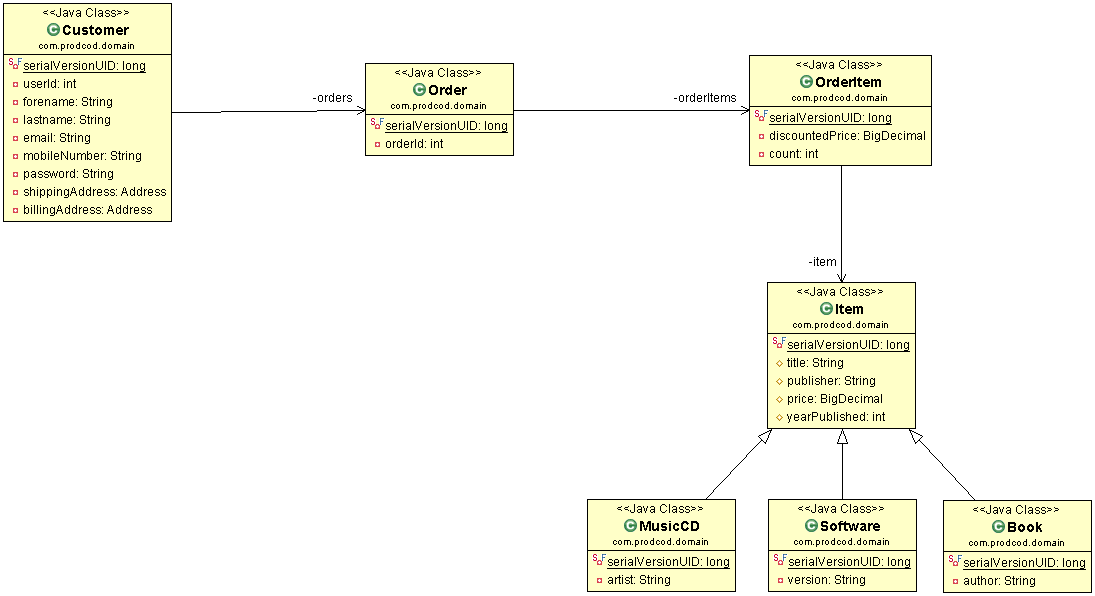 <<Java Class>>
Customer
com.prodcod.domain
serialVersionUID: long
userId: int
forename: String
lastname: String
email: String
mobileNumber: String
password: String
shippingAddress: Address
billingAddress: Address
-orders
<<Java Class>>
Order
com.prodcod.domain
serialVersionUID: long
orderId: int
-orderItems
<<Java Class>>
OrderItem
com.prodcod.domain
serialVersionUID: long
discountedPrice: BigDecimal
count: int
-item
<<Java Class>>
Item
com.prodcod.domain
serialVersionUID: long
title: String
publisher: String
price: BigDecimal
yearPublished: int
<<Java Class>>
MusicCD
com.prodcod.domain
serialVersionUID: long
artist: String
<<Java Class>>
Software
com.prodcod.domain
serialVersionUID: long
version: String
<<Java Class>>
Book
com.prodcod.domain
serialVersionUID: long
author: String